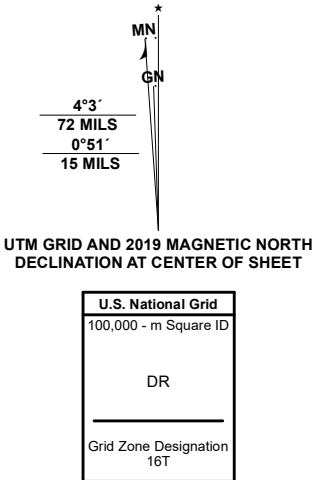 ★
MN
GN
4°3´
72 MILS
0°51´
15 MILS
UTM GRID AND 2019 MAGNETIC NORTH
DECLINATION AT CENTER OF SHEET
U.S. National Grid
100,000 - m Square ID
DR
Grid Zone Designation
16T